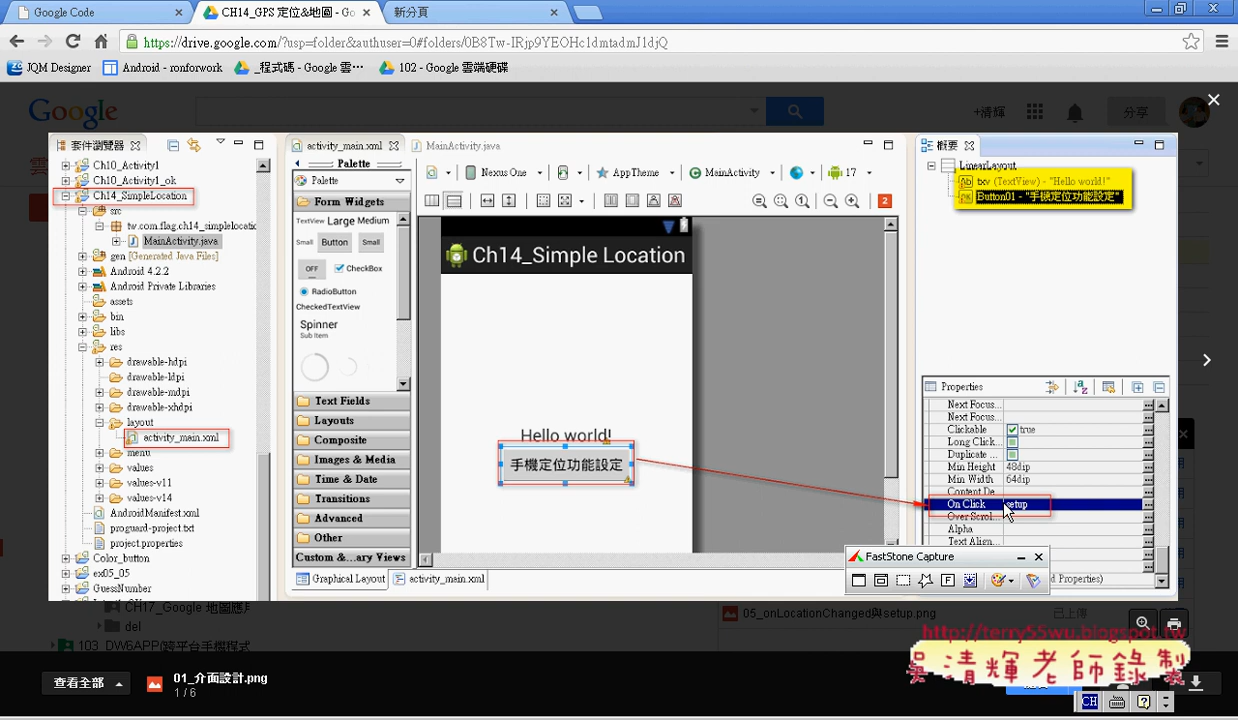 Google Code
CH14_GPS 定位&地圖 - Go
新分頁
https://drive.google.com/?usp=folder&authuser=0#folders/0B8Tw-IRjp9YEOHc1dmtadmJ1djQ
JQM Designer
Android - ronforwork
_程式碼 - Google 雲…
102 - Google 雲端硬碟
Google
+清輝
分享
套件瀏覽器
Ch10_Activity1
Ch10_Activity1_ok
Ch14_SimpleLocation
src
tw.com.flag.ch14_simplelocatio
MainActivity.java
gen [Generated Java Files]
Android 4.2.2
Android Private Libraries
assets
bin
libs
res
drawable-hdpi
drawable-ldpi
drawable-mdpi
drawable-xhdpi
layout
activity_main.xml
menu
values
values-v11
values-v14
AndroidManifest.xml
proguard-project.txt
project.properties
Color_button
ex05_05
GuessNumber
activity_main.xml
MainActivity.java
Palette
Palette
Form Widgets
TextView Large Medium
Small Button Small
OFF CheckBox
RadioButton
CheckedTextView
Spinner
Sub Item
Text Fields
Layouts
Composite
Images & Media
Time & Date
Transitions
Advanced
Other
Custom &...ary Views
Graphical Layout
activity_main.xml
Nexus One
AppTheme
MainActivity
17
2
Ch14_Simple Location
Hello world!
手機定位功能設定
概要
LinearLayout
txv (TextView) - "Hello world!"
Button01 - "手機定位功能設定"
Properties
Next Focus...
Next Focus...
Clickable true
Long Click...
Duplicate ...
Min Height 48dip
Min Width 64dip
Content De...
On Click setup
Over Scrol...
Alpha
Text Align...
d Properties)
FastStone Capture
CH17_Google 地圖應用
del
103_DW6APP(跨平台手機程式
05_onLocationChanged與setup.png
已上傳
http://terry55wu.blogspot.tw
吳清輝老師錄製
查看全部
01_介面設計.png
1 / 6
CH